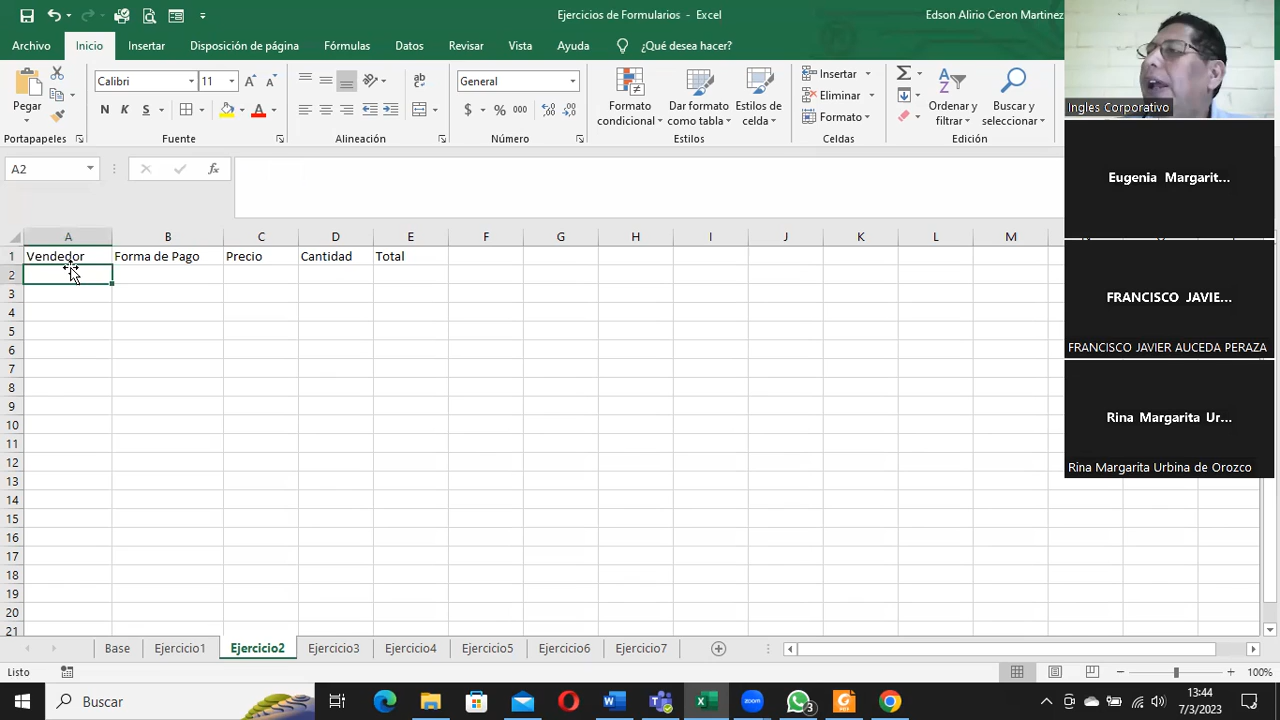 Ejercicios de Formularios - Excel
Edson Alirio Ceron Martinez
Archivo Inicio Insertar Disposición de página Fórmulas Datos Revisar Vista Ayuda ¿Qué desea hacer?
Pegar
Portapapeles
Calibri 11
N K S
Fuente
Alineación
General
$ % 000
Número
Formato condicional
Dar formato como tabla
Estilos de celda
Estilos
Insertar
Eliminar
Formato
Celdas
Ordenar y filtrar
Buscar y seleccionar
Edición
Ingles Corporativo
Eugenia Margarit...
FRANCISCO JAVIE...
FRANCISCO JAVIER AUCEDA PERAZA
Rina Margarita Ur...
Rina Margarita Urbina de Orozco
A2
fx
A B C D E F G H I J K L M
1 Vendedor Forma de Pago Precio Cantidad Total
2
3
4
5
6
7
8
9
10
11
12
13
14
15
16
17
18
19
20
21
Base Ejercicio1 Ejercicio2 Ejercicio3 Ejercicio4 Ejercicio5 Ejercicio6 Ejercicio7
Listo
100%
Buscar
3
13:44
7/3/2023